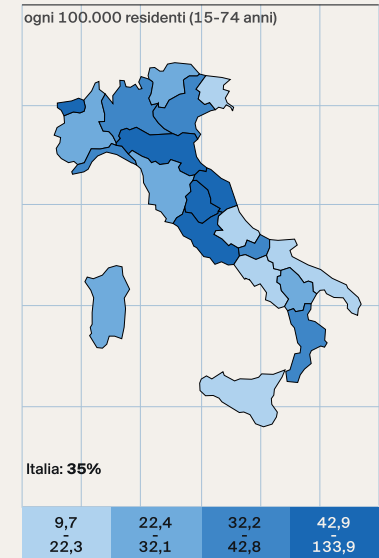 ogni 100.000 residenti (15-74 anni)
Italia: 35%
9,7 - 22,3
22,4 - 32,1
32,2 - 42,8
42,9 - 133,9